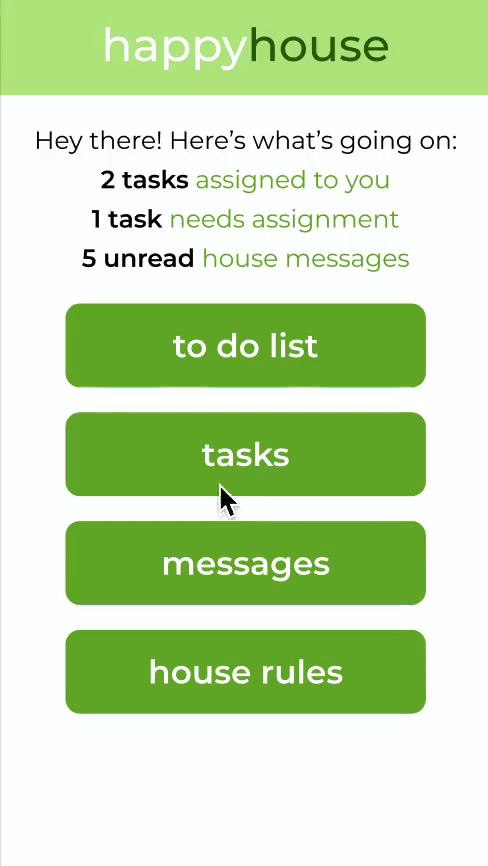 happyhouse
Hey there! Here’s what’s going on:
2 tasks assigned to you
1 task needs assignment
5 unread house messages
to do list
tasks
messages
house rules